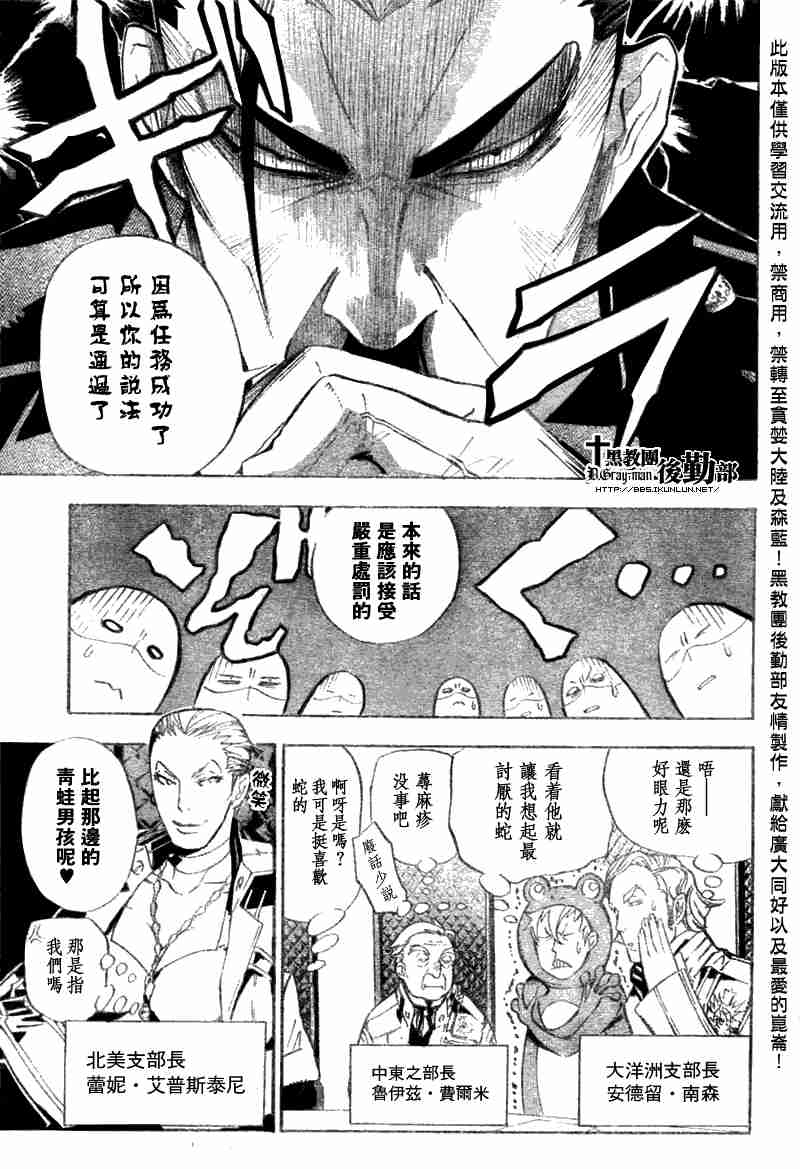 因爲任務成功了
所以你的說法
可算是通過了
黑教團
D.Gray-man
後勤部
HTTP://BBS.IKUNLUN.NET/
本來的話
是應該接受
嚴重處罰的
唔——
還是那麽
好眼力呢
看着他就
讓我想起最
討厭的蛇
蕁麻疹
没事吧
廢話少說
啊呀是嗎?
我可是挺喜歡
蛇的
大洋洲支部長
安德留·南森
中東之部長
魯伊兹·費爾米
微笑
比起那邊的
青蛙男孩呢♥
那是指
我們嗎
北美支部長
蕾妮·艾普斯泰尼
此版本僅供學習交流用，禁商用，禁轉至貪婪大陸及森藍！黑教團後勤部友情製作，獻給廣大同好以及最愛的崑崙！